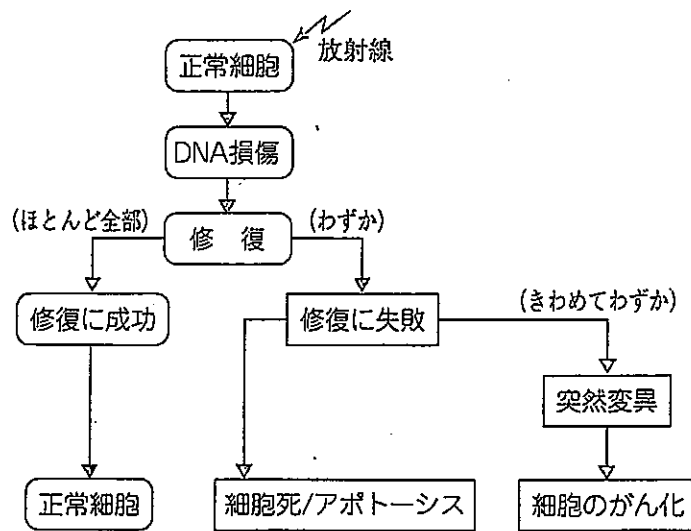 放射線
正常細胞
DNA損傷
(ほとんど全部)
修 復
(わずか)
修復に成功
修復に失敗
(きわめてわずか)
突然変異
正常細胞
細胞死/アポトーシス
細胞のがん化